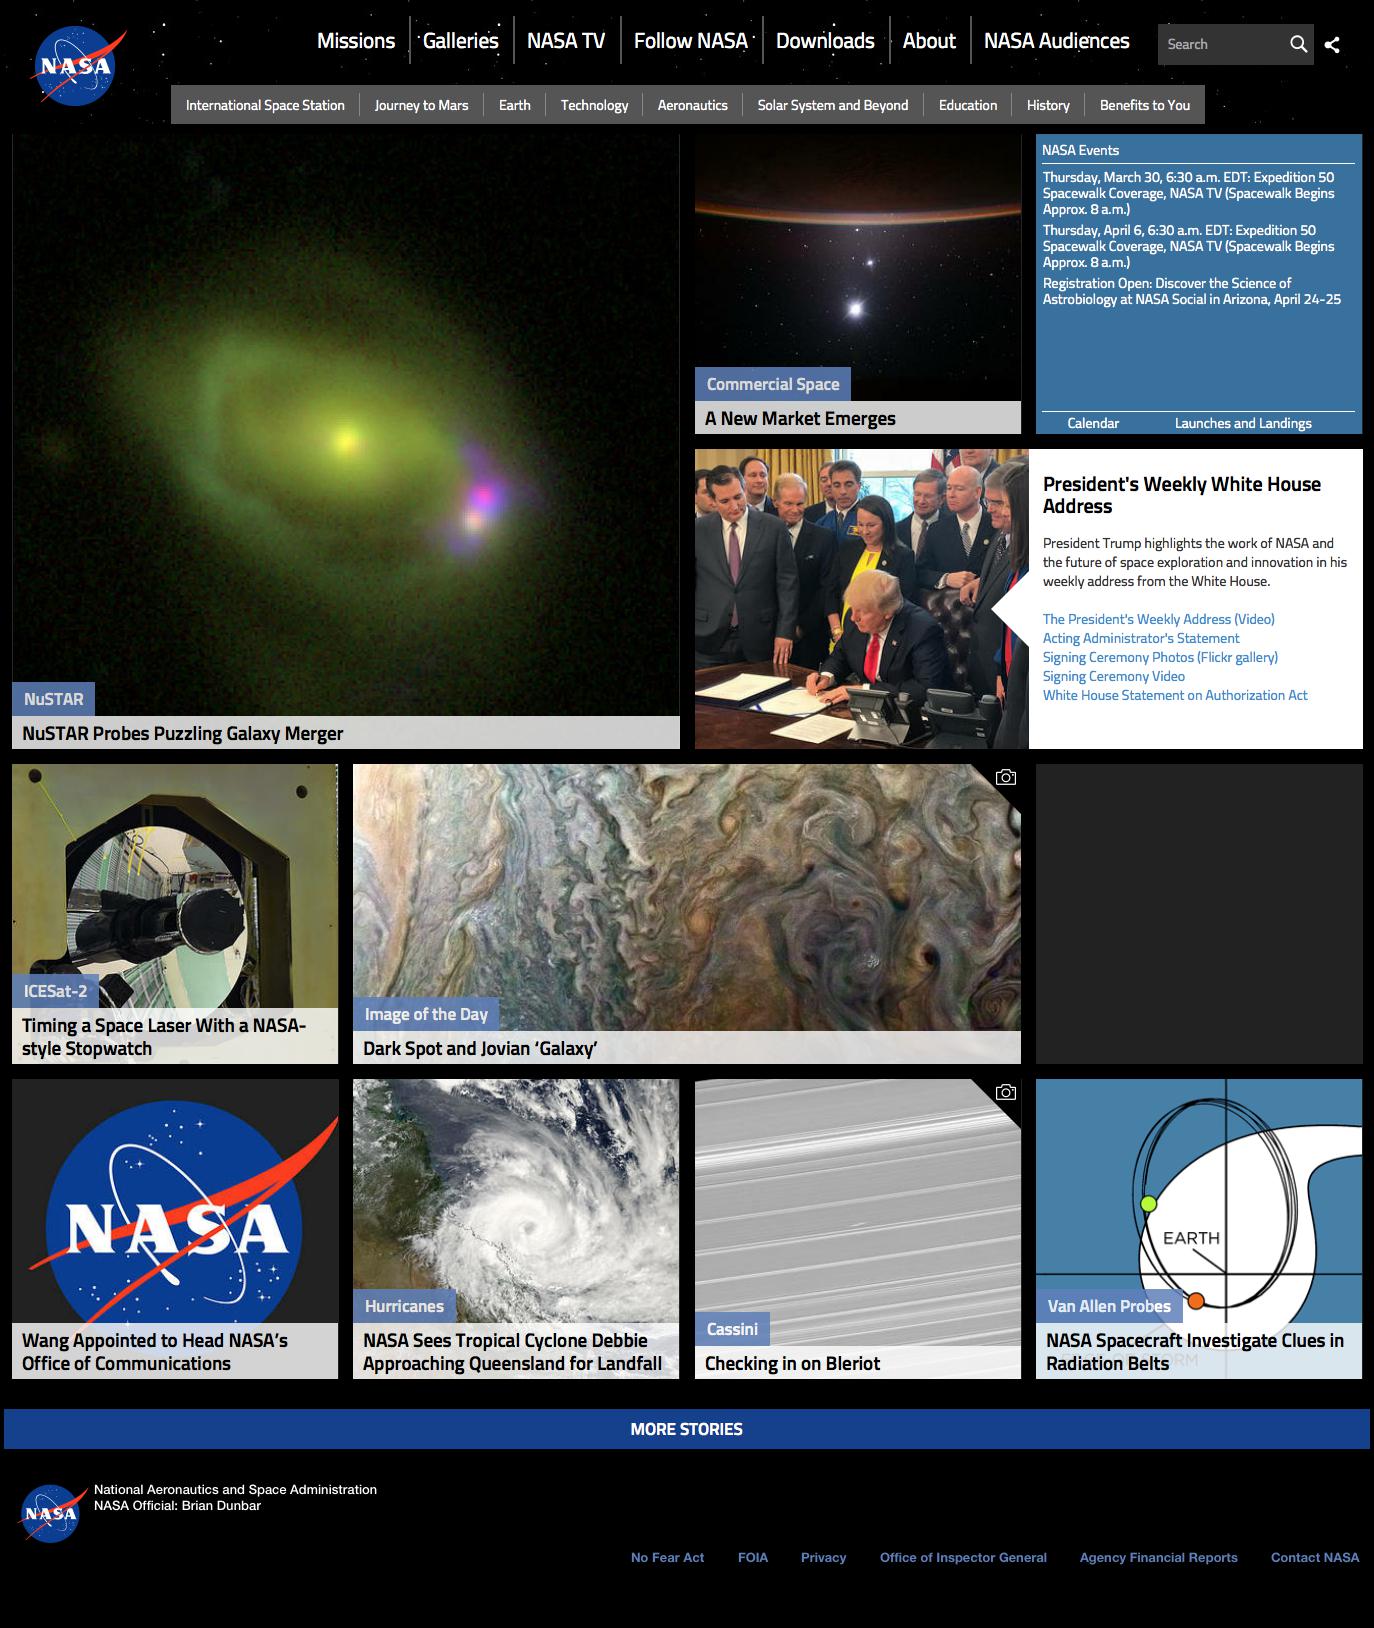 NASA
Missions
Galleries
NASA TV
Follow NASA
Downloads
About
NASA Audiences
Search
International Space Station
Journey to Mars
Earth
Technology
Aeronautics
Solar System and Beyond
Education
History
Benefits to You
NuSTAR
NuSTAR Probes Puzzling Galaxy Merger
Commercial Space
A New Market Emerges
NASA Events
Thursday, March 30, 6:30 a.m. EDT: Expedition 50
Spacewalk Coverage, NASA TV (Spacewalk Begins
Approx. 8 a.m.)
Thursday, April 6, 6:30 a.m. EDT: Expedition 50
Spacewalk Coverage, NASA TV (Spacewalk Begins
Approx. 8 a.m.)
Registration Open: Discover the Science of
Astrobiology at NASA Social in Arizona, April 24-25
Calendar
Launches and Landings
President's Weekly White House
Address
President Trump highlights the work of NASA and
the future of space exploration and innovation in his
weekly address from the White House.
The President's Weekly Address (Video)
Acting Administrator's Statement
Signing Ceremony Photos (Flickr gallery)
Signing Ceremony Video
White House Statement on Authorization Act
ICESat-2
Timing a Space Laser With a NASA-
style Stopwatch
Image of the Day
Dark Spot and Jovian ‘Galaxy’
NASA
Wang Appointed to Head NASA’s
Office of Communications
Hurricanes
NASA Sees Tropical Cyclone Debbie
Approaching Queensland for Landfall
Cassini
Checking in on Bleriot
EARTH
Van Allen Probes
NASA Spacecraft Investigate Clues in
Radiation Belts
MORE STORIES
NASA
National Aeronautics and Space Administration
NASA Official: Brian Dunbar
No Fear Act
FOIA
Privacy
Office of Inspector General
Agency Financial Reports
Contact NASA